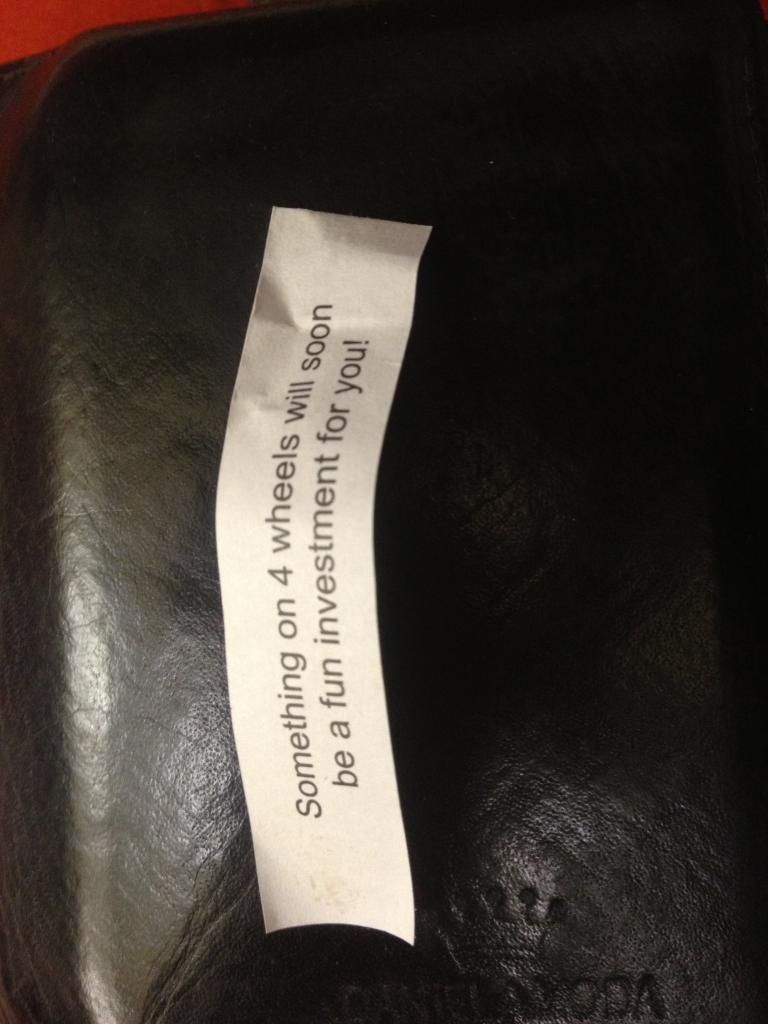 Something on 4 wheels will soon
be a fun investment for you!